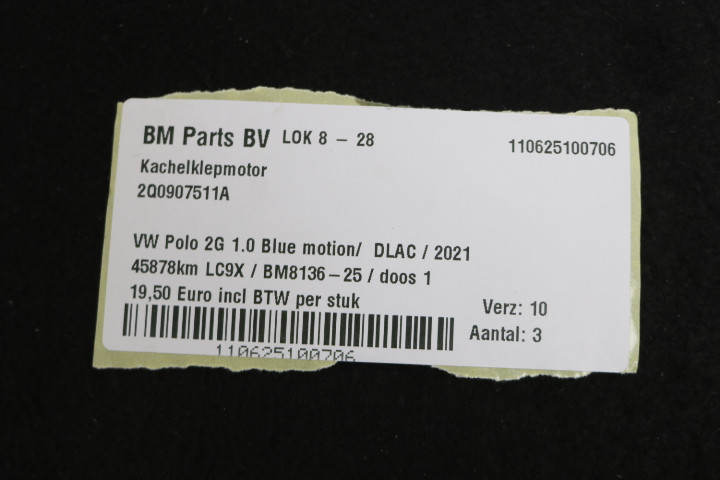 BM Parts BV LOK 8 - 28 110625100706
Kachelklepmotor
2Q0907511A
VW Polo 2G 1.0 Blue motion/ DLAC / 2021
45878km LC9X / BM8136-25 / doos 1
19,50 Euro incl BTW per stuk
Verz: 10
Aantal: 3
110625100706